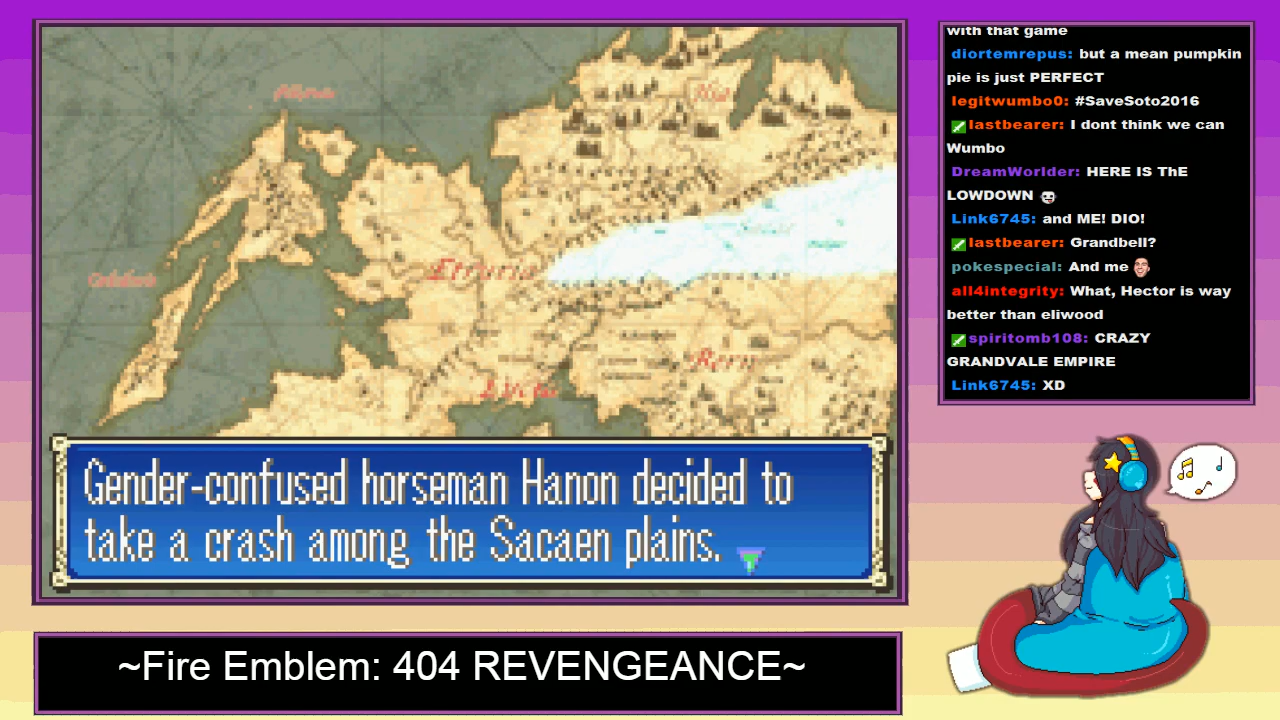 Etruria
Bern
Gender-confused horseman Hanon decided to
take a crash among the Sacaen plains.
~Fire Emblem: 404 REVENGEANCE~
with that game
diortemrepus: but a mean pumpkin
pie is just PERFECT
legitwumbo0: #SaveSoto2016
lastbearer: I dont think we can
Wumbo
DreamWorlder: HERE IS ThE
LOWDOWN
Link6745: and ME! DIO!
lastbearer: Grandbell?
pokespecial: And me
all4integrity: What, Hector is way
better than eliwood
spiritomb108: CRAZY
GRANDVALE EMPIRE
Link6745: XD